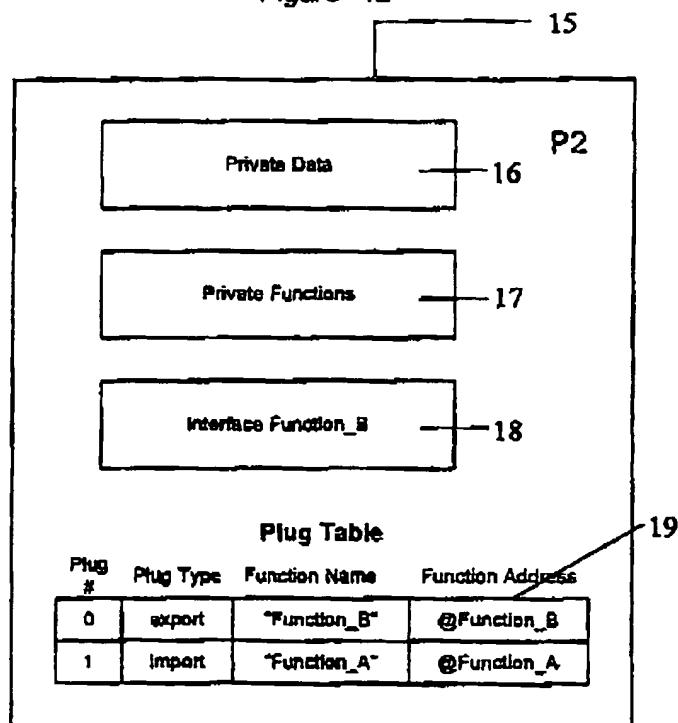 15
P2
Private Data
16
Private Functions
17
Interface Function_B
18
Plug Table
19
Plug # Plug Type Function Name Function Address
0 export "Function_B" @Function_B
1 Import "Function_A" @Function_A